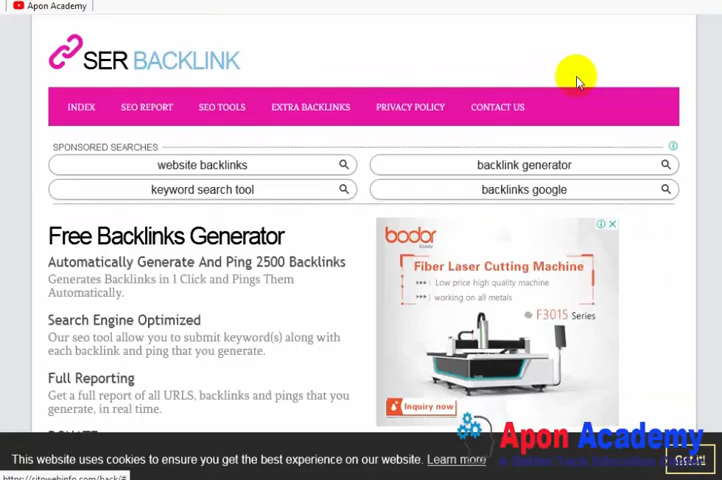 Apon Academy
SER BACKLINK
INDEX SEO REPORT SEO TOOLS EXTRA BACKLINKS PRIVACY POLICY CONTACT US
SPONSORED SEARCHES
website backlinks
backlink generator
keyword search tool
backlinks google
Free Backlinks Generator
Automatically Generate And Ping 2500 Backlinks
Generates Backlinks in 1 Click and Pings Them
Automatically.
Search Engine Optimized
Our seo tool allow you to submit keyword(s) along with
each backlink and ping that you generate.
Full Reporting
Get a full report of all URLS, backlinks and pings that you
generate, in real time.
bodor
Fiber Laser Cutting Machine
Low price high quality machine
working on all metals
F3015 Series
Inquiry now
Apon Academy
This website uses cookies to ensure you get the best experience on our website. Learn more
Got it!